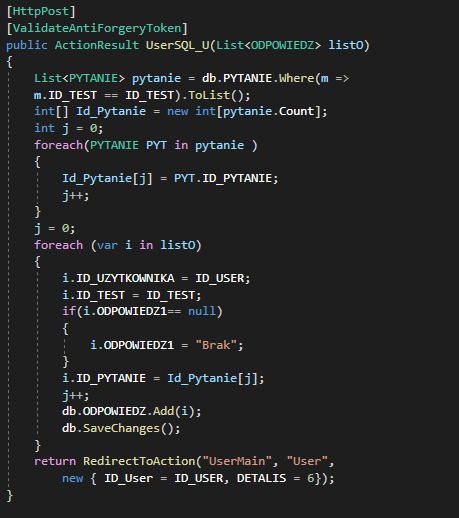 [HttpPost]
[ValidateAntiForgeryToken]
public ActionResult UserSQL_U(List<ODPOWIEDZ> listO)
{
    List<PYTANIE> pytanie = db.PYTANIE.Where(m =>
    m.ID_TEST == ID_TEST).ToList();
    int[] Id_Pytanie = new int[pytanie.Count];
    int j = 0;
    foreach(PYTANIE PYT in pytanie )
    {
        Id_Pytanie[j] = PYT.ID_PYTANIE;
        j++;
    }
    j = 0;
    foreach (var i in listO)
    {
        i.ID_UZYTKOWNIKA = ID_USER;
        i.ID_TEST = ID_TEST;
        if(i.ODPOWIEDZ1== null)
        {
            i.ODPOWIEDZ1 = "Brak";
        }
        i.ID_PYTANIE = Id_Pytanie[j];
        j++;
        db.ODPOWIEDZ.Add(i);
        db.SaveChanges();
    }
    return RedirectToAction("UserMain", "User",
        new { ID_User = ID_USER, DETALIS = 6});
}